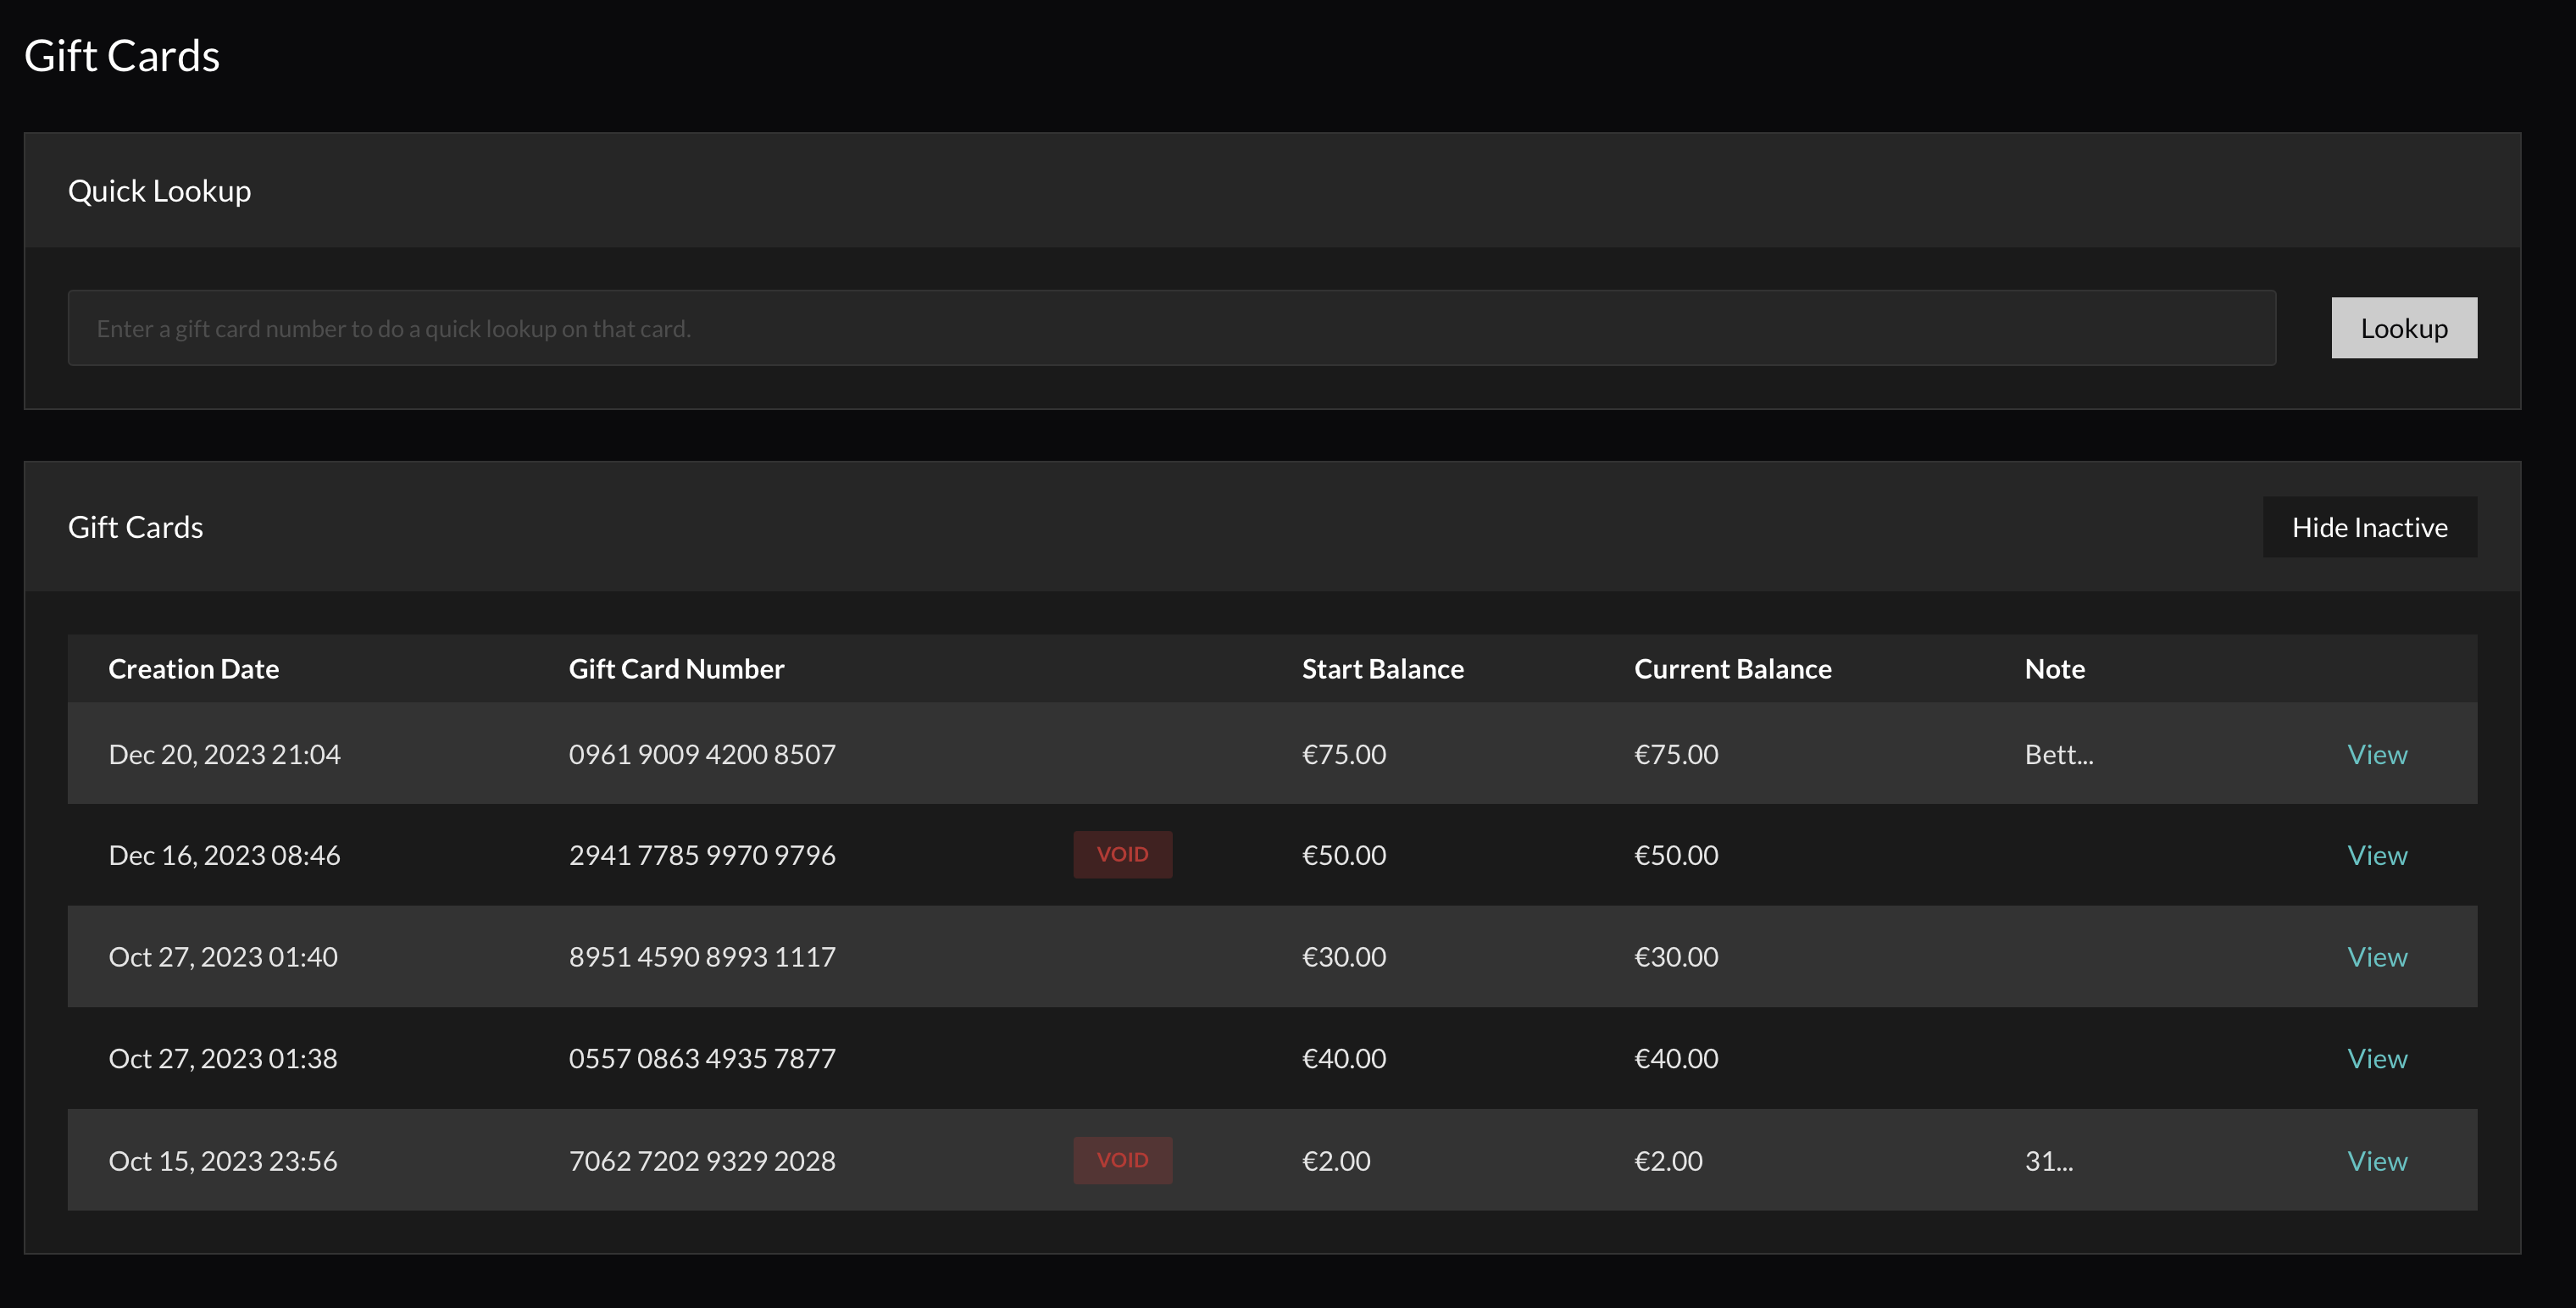 Gift Cards
Quick Lookup
Enter a gift card number to do a quick lookup on that card.
Lookup
Gift Cards
Hide Inactive
Creation Date Gift Card Number Start Balance Current Balance Note
Dec 20, 2023 21:04 0961 9009 4200 8507 €75.00 €75.00 Bett... View
Dec 16, 2023 08:46 2941 7785 9970 9796 VOID €50.00 €50.00 View
Oct 27, 2023 01:40 8951 4590 8993 1117 €30.00 €30.00 View
Oct 27, 2023 01:38 0557 0863 4935 7877 €40.00 €40.00 View
Oct 15, 2023 23:56 7062 7202 9329 2028 VOID €2.00 €2.00 31... View